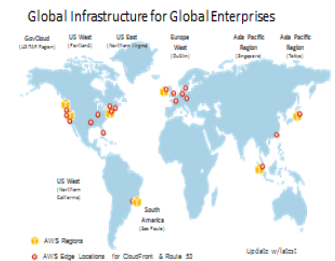 Global Infrastructure for Global Enterprises
GovCloud
(US ITAR Region)
US West
(Portland)
US East
(Northern Virginia)
Europe
West
(Dublin)
Asia Pacific
Region
(Singapore)
Asia Pacific
Region
(Tokyo)
US West
(Northern
California)
South
America
(Sao Paulo)
AWS Regions
AWS Edge Locations for CloudFront & Route 53
Update w/latest